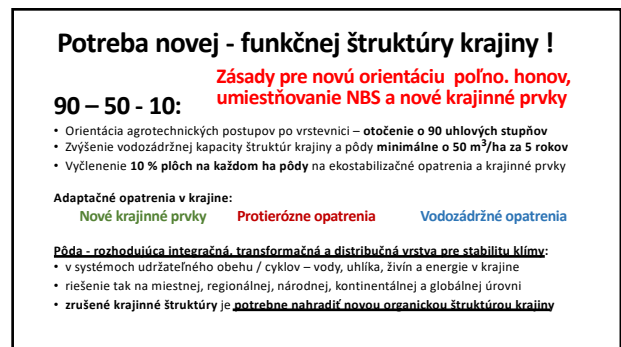 Potreba novej - funkčnej štruktúry krajiny !
Zásady pre novú orientáciu poľno. honov,
umiestňovanie NBS a nové krajinné prvky
90 – 50 - 10:
• Orientácia agrotechnických postupov po vrstevnici – otočenie o 90 uhlových stupňov
• Zvýšenie vodozádržnej kapacity štruktúr krajiny a pôdy minimálne o 50 m³/ha za 5 rokov
• Vyčlenenie 10 % plôch na každom ha pôdy na ekostabilizačné opatrenia a krajinné prvky
Adaptačné opatrenia v krajine:
Nové krajinné prvky Protierózne opatrenia Vodozádržné opatrenia
Pôda - rozhodujúca integračná, transformačná a distribučná vrstva pre stabilitu klímy:
• v systémoch udržateľného obehu / cyklov – vody, uhlíka, živín a energie v krajine
• riešenie tak na miestnej, regionálnej, národnej, kontinentálnej a globálnej úrovni
• zrušené krajinné štruktúry je potrebne nahradiť novou organickou štruktúrou krajiny